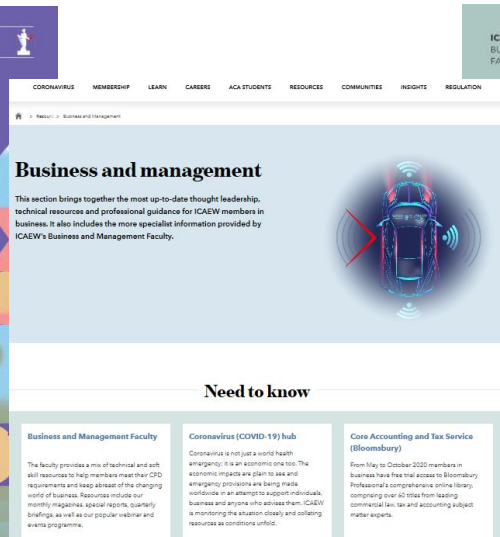 IC
BU
FA
CORONAVIRUS MEMBERSHIP LEARN CAREERS ACA STUDENTS RESOURCES COMMUNITIES INSIGHTS REGULATION
> > Business and Management
Business and management
This section brings together the most up-to-date thought leadership,
technical resources and professional guidance for ICAEW members in
business. It also includes the more specialist information provided by
ICAEW's Business and Management Faculty.
Need to know
Business and Management Faculty
The faculty provides a mix of technical and soft
skill resources to help members meet their CPD
requirements and keep abreast of the changing
world of business. Resources include our
monthly magazines, special reports, quarterly
briefings, as well as our popular webinar and
events programme.
Coronavirus (COVID-19) hub
Coronavirus is not just a world health
emergency: it is an economic one too. The
economic impacts are plain to see and
emergency provisions are being made
worldwide in an attempt to support individuals,
business and anyone who advises them. ICAEW
is monitoring the situation closely and collating
resources as conditions unfold.
Core Accounting and Tax Service
(Bloomsbury)
From May to October 2020 members in
business have free trial access to Bloomsbury
Professional's comprehensive online library,
comprising over 60 titles from leading
commercial law, tax and accounting subject
matter experts.